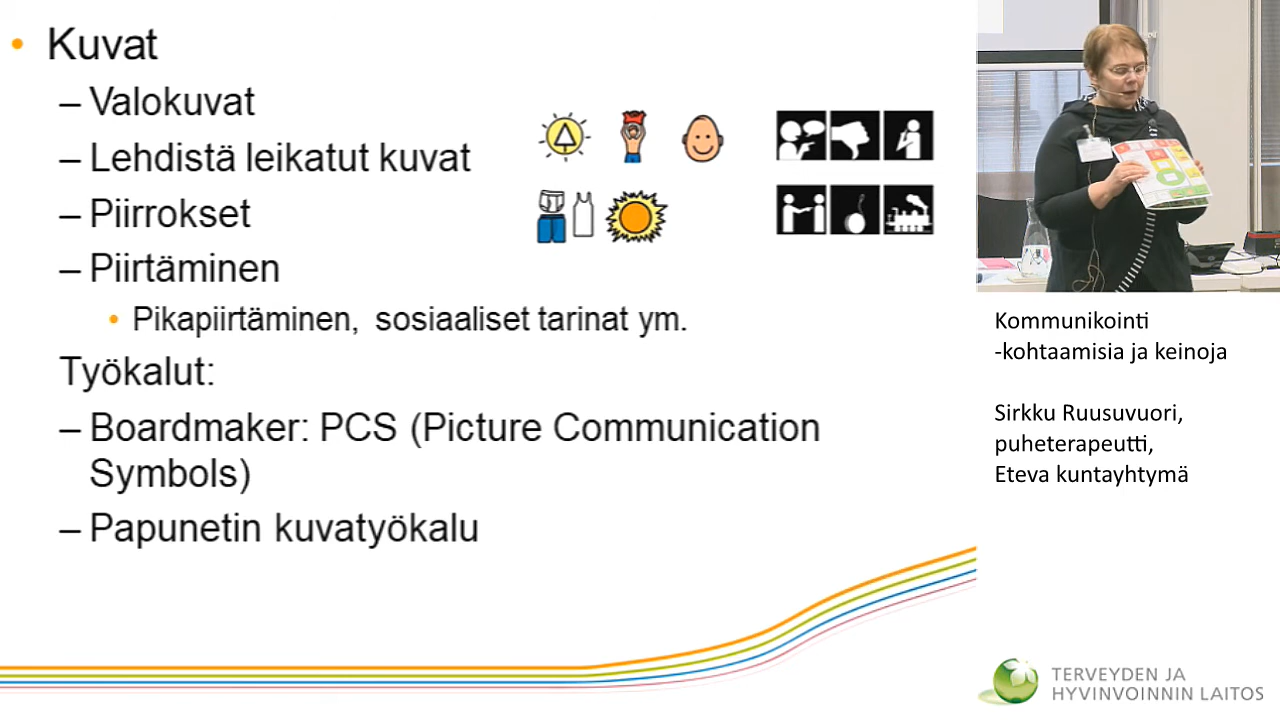 Kuvat
– Valokuvat
– Lehdistä leikatut kuvat
– Piirrokset
– Piirtäminen
Pikapiirtäminen, sosiaaliset tarinat ym.
Työkalut:
– Boardmaker: PCS (Picture Communication
Symbols)
– Papunetin kuvatyökalu
Kommunikointi
-kohtaamisia ja keinoja
Sirkku Ruusuvuori,
puheterapeutti,
Eteva kuntayhtymä
TERVEYDEN JA
HYVINVOINNIN LAITOS